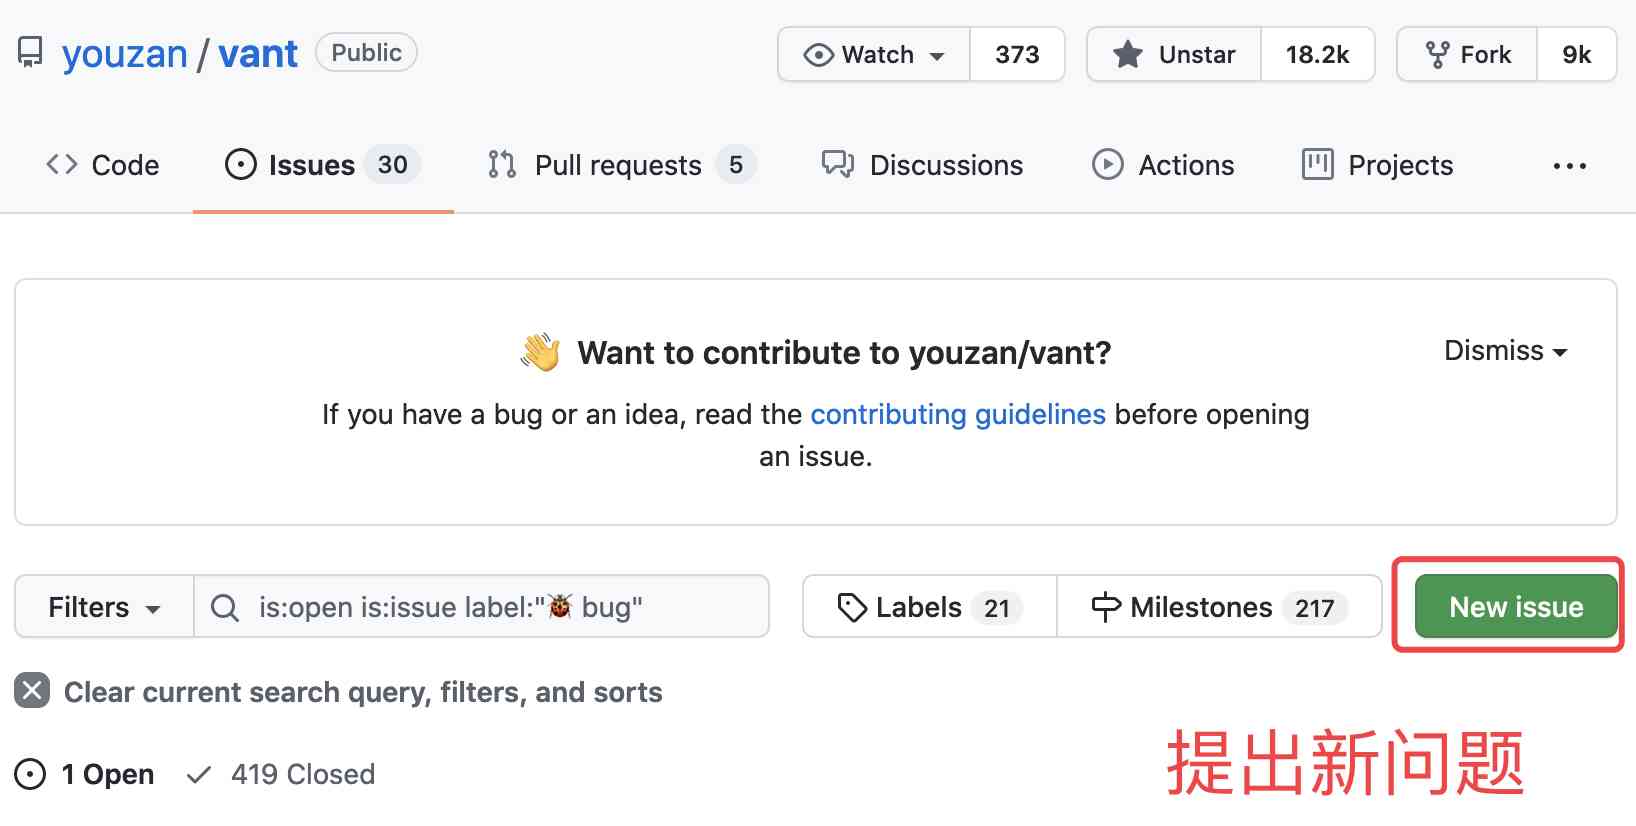 youzan / vant Public Watch 373 Unstar 18.2k Fork 9k
Code Issues 30 Pull requests 5 Discussions Actions Projects ...
👋 Want to contribute to youzan/vant? Dismiss
If you have a bug or an idea, read the contributing guidelines before opening
an issue.
Filters is:open is:issue label:"🐞 bug" Labels 21 Milestones 217 New issue
Clear current search query, filters, and sorts
提出新问题
1 Open 419 Closed